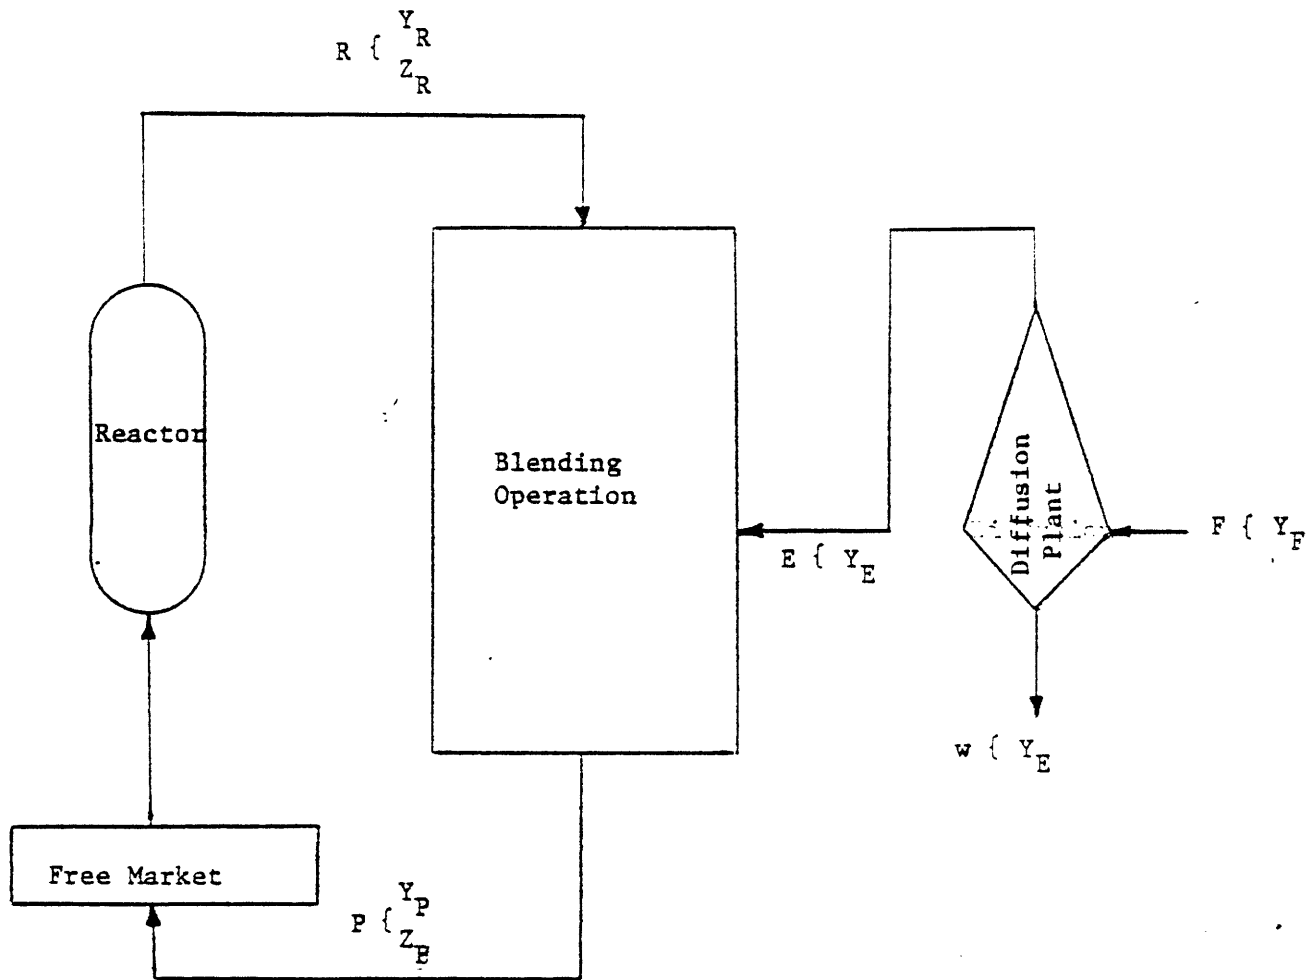 Y_R
R {
Z_R
Reactor
Blending
Operation
Diffusion
Plant
E { Y_E
F { Y_F
w { Y_E
Free Market
Y_P
P {
Z_E